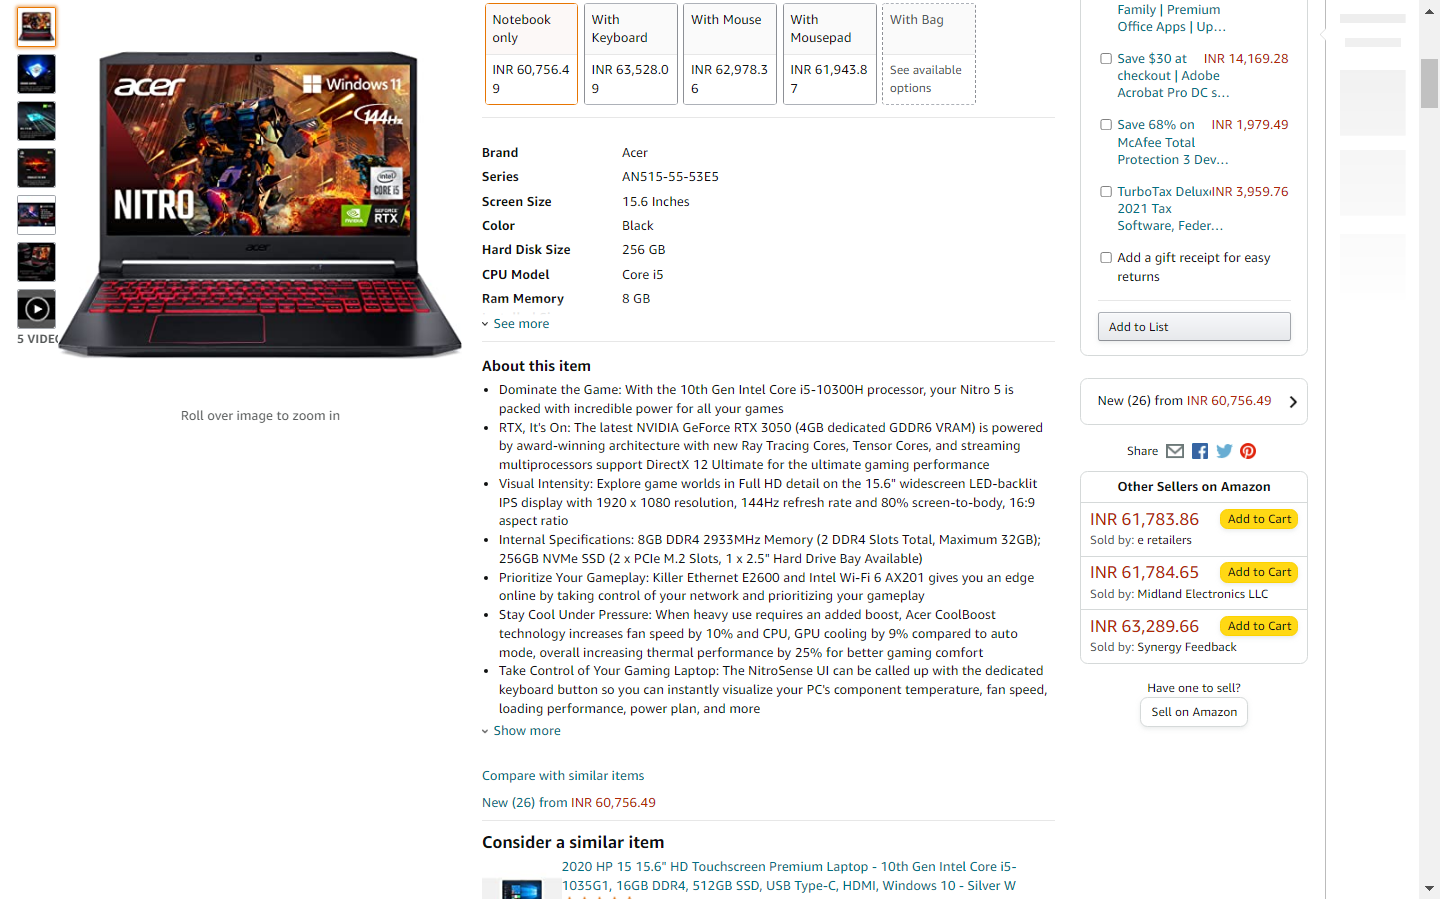 acer
Windows 11
144Hz
intel
CORE i5
NITRO
NVIDIA
GEFORCE
RTX
acer
5 VIDEO
Roll over image to zoom in
Notebook only
INR 60,756.4
9
With Keyboard
INR 63,528.0
9
With Mouse
INR 62,978.3
6
With Mousepad
INR 61,943.8
7
With Bag
See available options
Brand Acer
Series AN515-55-53E5
Screen Size 15.6 Inches
Color Black
Hard Disk Size 256 GB
CPU Model Core i5
Ram Memory 8 GB
See more
About this item
Dominate the Game: With the 10th Gen Intel Core i5-10300H processor, your Nitro 5 is
packed with incredible power for all your games
RTX, It's On: The latest NVIDIA GeForce RTX 3050 (4GB dedicated GDDR6 VRAM) is powered
by award-winning architecture with new Ray Tracing Cores, Tensor Cores, and streaming
multiprocessors support DirectX 12 Ultimate for the ultimate gaming performance
Visual Intensity: Explore game worlds in Full HD detail on the 15.6" widescreen LED-backlit
IPS display with 1920 x 1080 resolution, 144Hz refresh rate and 80% screen-to-body, 16:9
aspect ratio
Internal Specifications: 8GB DDR4 2933MHz Memory (2 DDR4 Slots Total, Maximum 32GB);
256GB NVMe SSD (2 x PCIe M.2 Slots, 1 x 2.5" Hard Drive Bay Available)
Prioritize Your Gameplay: Killer Ethernet E2600 and Intel Wi-Fi 6 AX201 gives you an edge
online by taking control of your network and prioritizing your gameplay
Stay Cool Under Pressure: When heavy use requires an added boost, Acer CoolBoost
technology increases fan speed by 10% and CPU, GPU cooling by 9% compared to auto
mode, overall increasing thermal performance by 25% for better gaming comfort
Take Control of Your Gaming Laptop: The NitroSense UI can be called up with the dedicated
keyboard button so you can instantly visualize your PC's component temperature, fan speed,
loading performance, power plan, and more
Show more
Compare with similar items
New (26) from INR 60,756.49
Consider a similar item
2020 HP 15 15.6" HD Touchscreen Premium Laptop - 10th Gen Intel Core i5-
1035G1, 16GB DDR4, 512GB SSD, USB Type-C, HDMI, Windows 10 - Silver W
Family | Premium
Office Apps | Up…
Save $30 at INR 14,169.28
checkout | Adobe
Acrobat Pro DC s…
Save 68% on INR 1,979.49
McAfee Total
Protection 3 Dev…
TurboTax Delux INR 3,959.76
2021 Tax
Software, Feder…
Add a gift receipt for easy
returns
Add to List
New (26) from INR 60,756.49
Share
Other Sellers on Amazon
INR 61,783.86 Add to Cart
Sold by: e retailers
INR 61,784.65 Add to Cart
Sold by: Midland Electronics LLC
INR 63,289.66 Add to Cart
Sold by: Synergy Feedback
Have one to sell?
Sell on Amazon